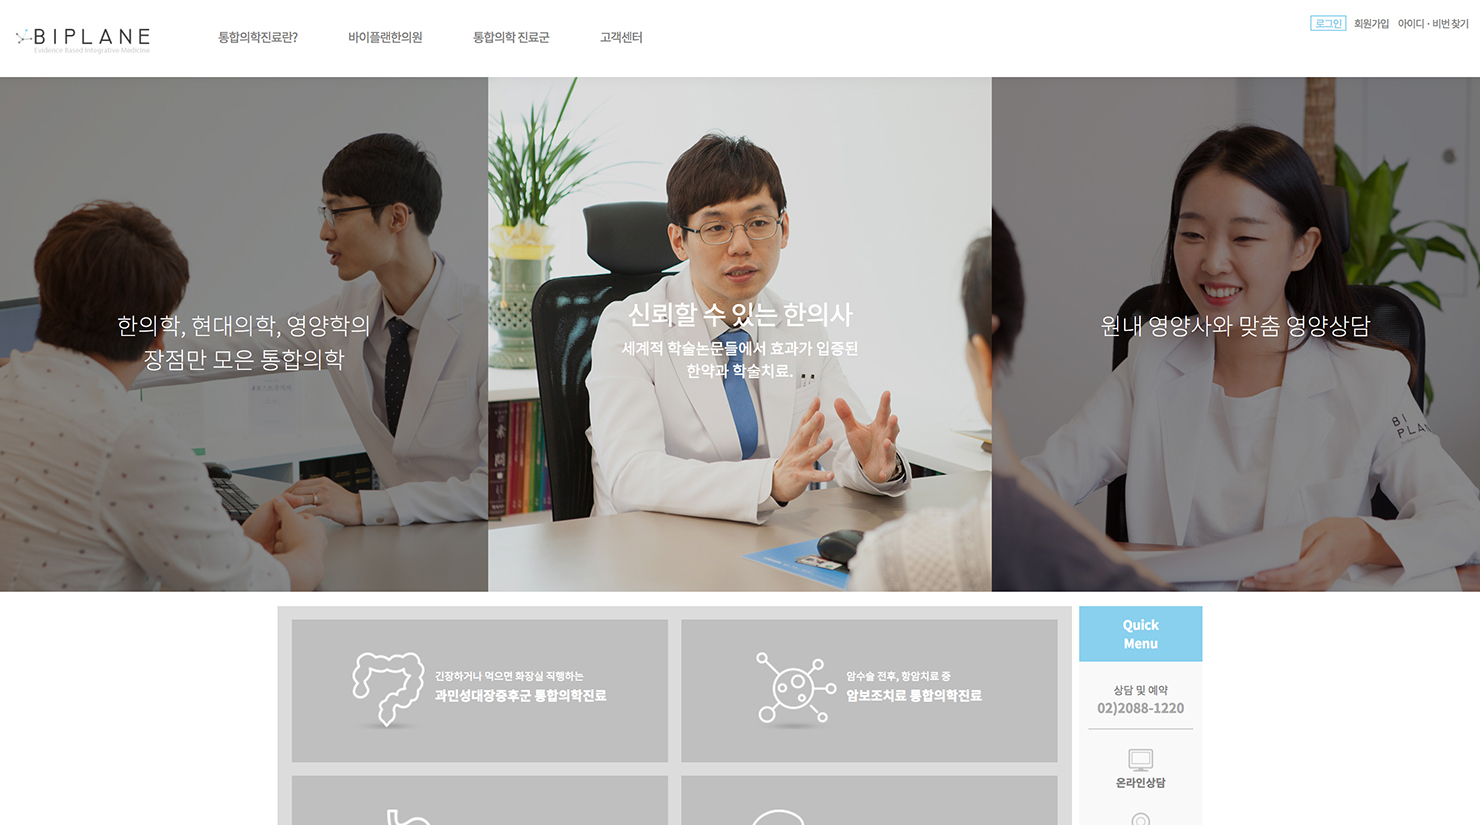 BIPLANE
Evidence Based Integrative Medicine
통합의학진료란?
바이플랜한의원
통합의학 진료군
고객센터
로그인
회원가입
아이디 · 비번 찾기
한의학, 현대의학, 영양학의
장점만 모은 통합의학
신뢰할 수 있는 한의사
세계적 학술논문들에서 효과가 입증된
한약과 학술치료.
원내 영양사와 맞춤 영양상담
BI
PLAN
긴장하거나 먹으면 화장실 직행하는
과민성대장증후군 통합의학진료
암수술 전후, 항암치료 중
암보조치료 통합의학진료
Quick
Menu
상담 및 예약
02)2088-1220
온라인상담